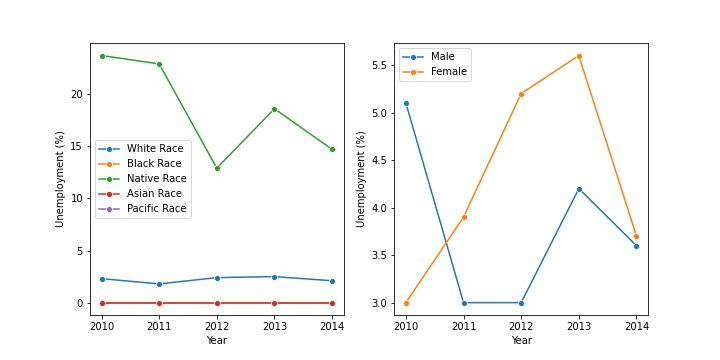 Unemployment (%)
20
15
10
5
0
White Race
Black Race
Native Race
Asian Race
Pacific Race
2010 2011 2012 2013 2014
Year
Unemployment (%)
5.5
5.0
4.5
4.0
3.5
3.0
Male
Female
2010 2011 2012 2013 2014
Year